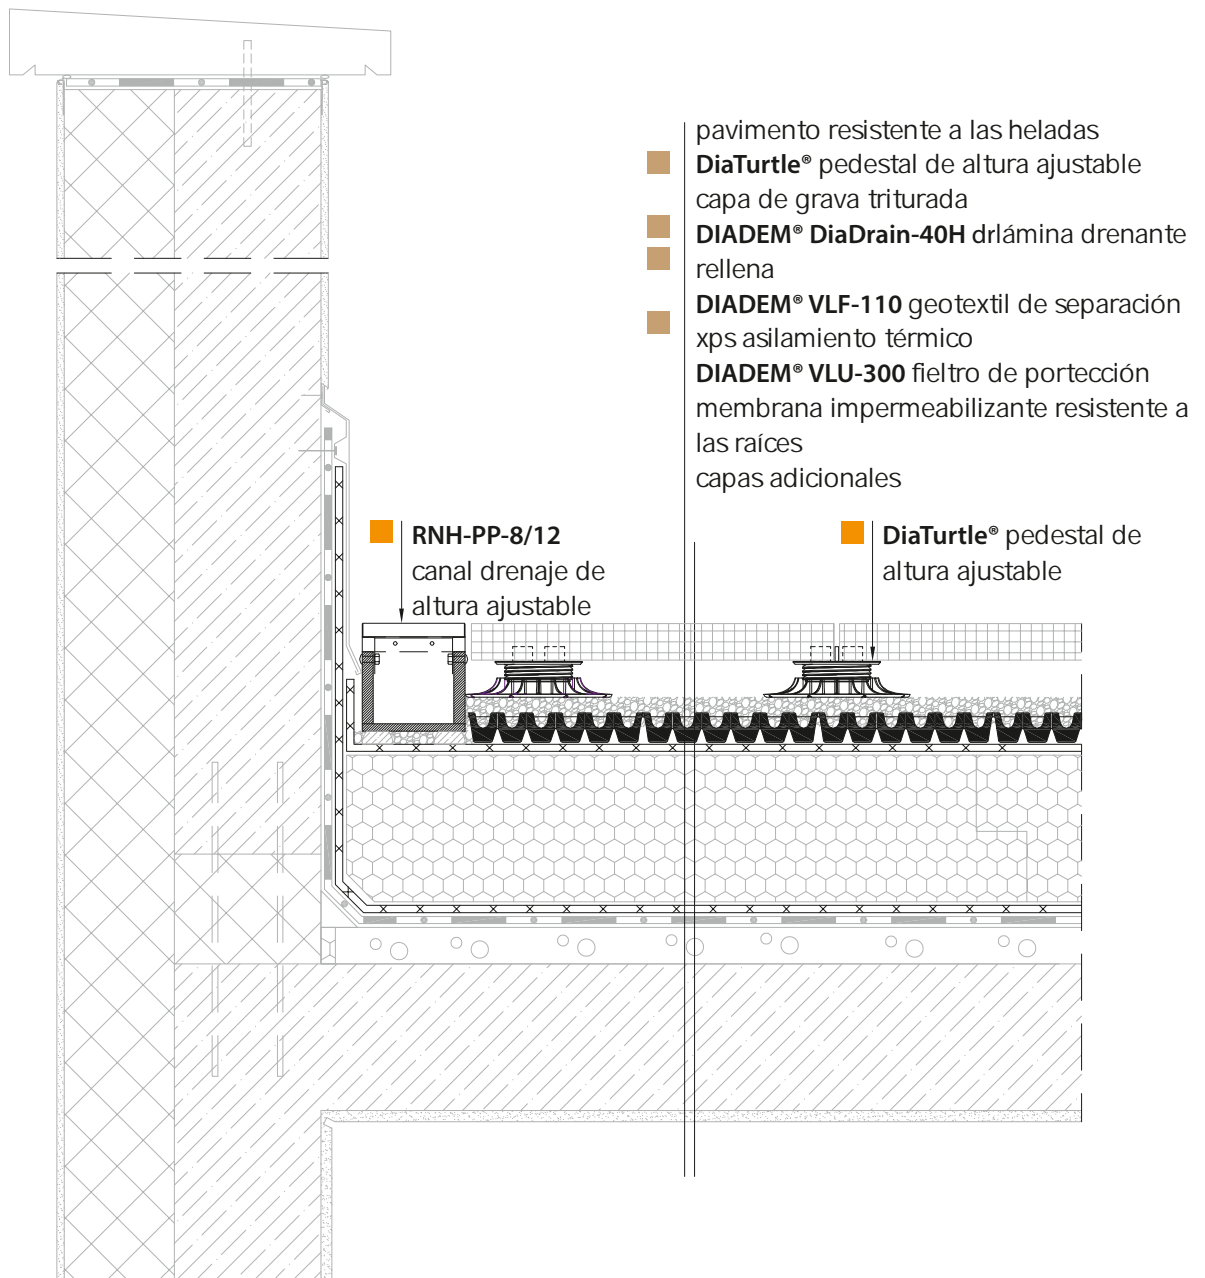 pavimento resistente a las heladas
DiaTurtle® pedestal de altura ajustable
capa de grava triturada
DIADEM® DiaDrain-40H drlámina drenante
rellena
DIADEM® VLF-110 geotextil de separación
xps asilamiento térmico
DIADEM® VLU-300 fieltro de portección
membrana impermeabilizante resistente a
las raíces
capas adicionales
RNH-PP-8/12
canal drenaje de
altura ajustable
DiaTurtle® pedestal de
altura ajustable